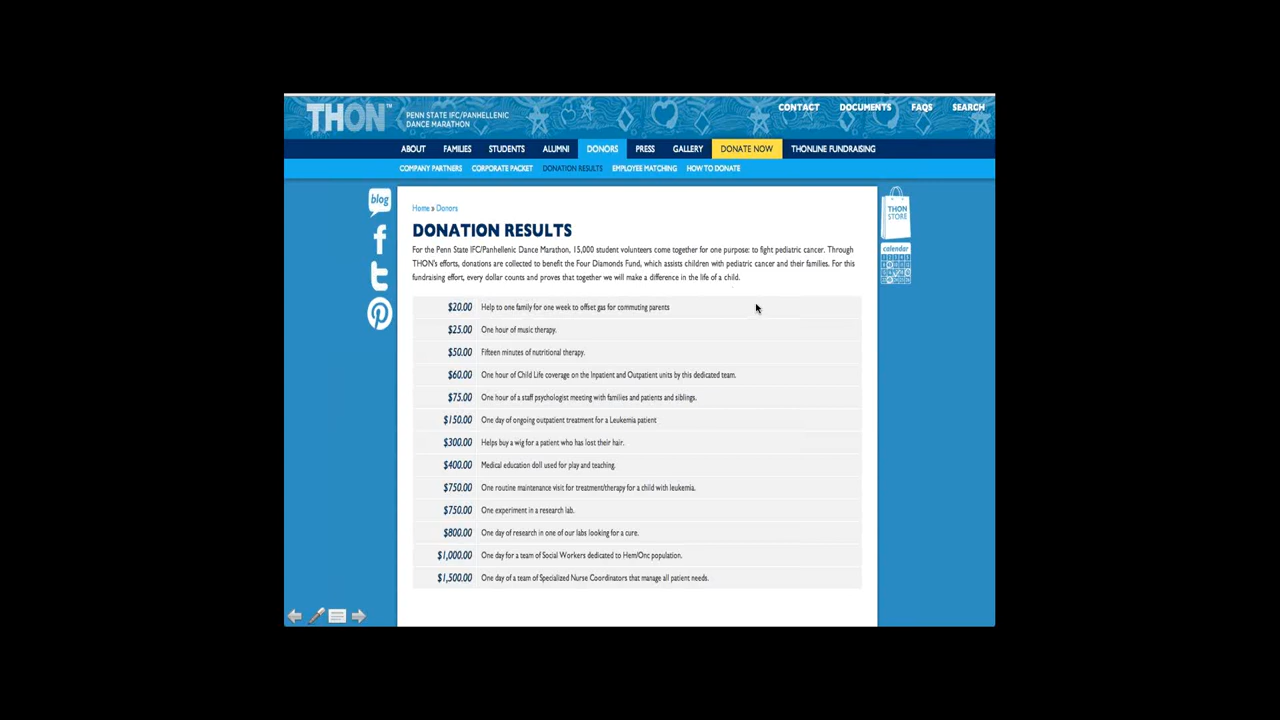 THON™
PENN STATE IFC/PANHELLENIC
DANCE MARATHON
CONTACT DOCUMENTS FAQS SEARCH
ABOUT FAMILIES STUDENTS ALUMNI DONORS PRESS GALLERY DONATE NOW THONLINE FUNDRAISING
COMPANY PARTNERS CORPORATE PACKET DONATION RESULTS EMPLOYEE MATCHING HOW TO DONATE
blog
THON
STORE
calendar
Home » Donors
DONATION RESULTS
For the Penn State IFC/Panhellenic Dance Marathon, 15,000 student volunteers come together for one purpose: to fight pediatric cancer. Through
THON's efforts, donations are collected to benefit the Four Diamonds Fund, which assists children with pediatric cancer and their families. For this
fundraising effort, every dollar counts and proves that together we will make a difference in the life of a child.
$20.00 Help to one family for one week to offset gas for commuting parents
$25.00 One hour of music therapy.
$50.00 Fifteen minutes of nutritional therapy.
$60.00 One hour of Child Life coverage on the Inpatient and Outpatient units by this dedicated team.
$75.00 One hour of a staff psychologist meeting with families and patients and siblings.
$150.00 One day of ongoing outpatient treatment for a Leukemia patient
$300.00 Helps buy a wig for a patient who has lost their hair.
$400.00 Medical education doll used for play and teaching.
$750.00 One routine maintenance visit for treatment/therapy for a child with leukemia.
$750.00 One experiment in a research lab.
$800.00 One day of research in one of our labs looking for a cure.
$1,000.00 One day for a team of Social Workers dedicated to Hem/Onc population.
$1,500.00 One day of a team of Specialized Nurse Coordinators that manage all patient needs.